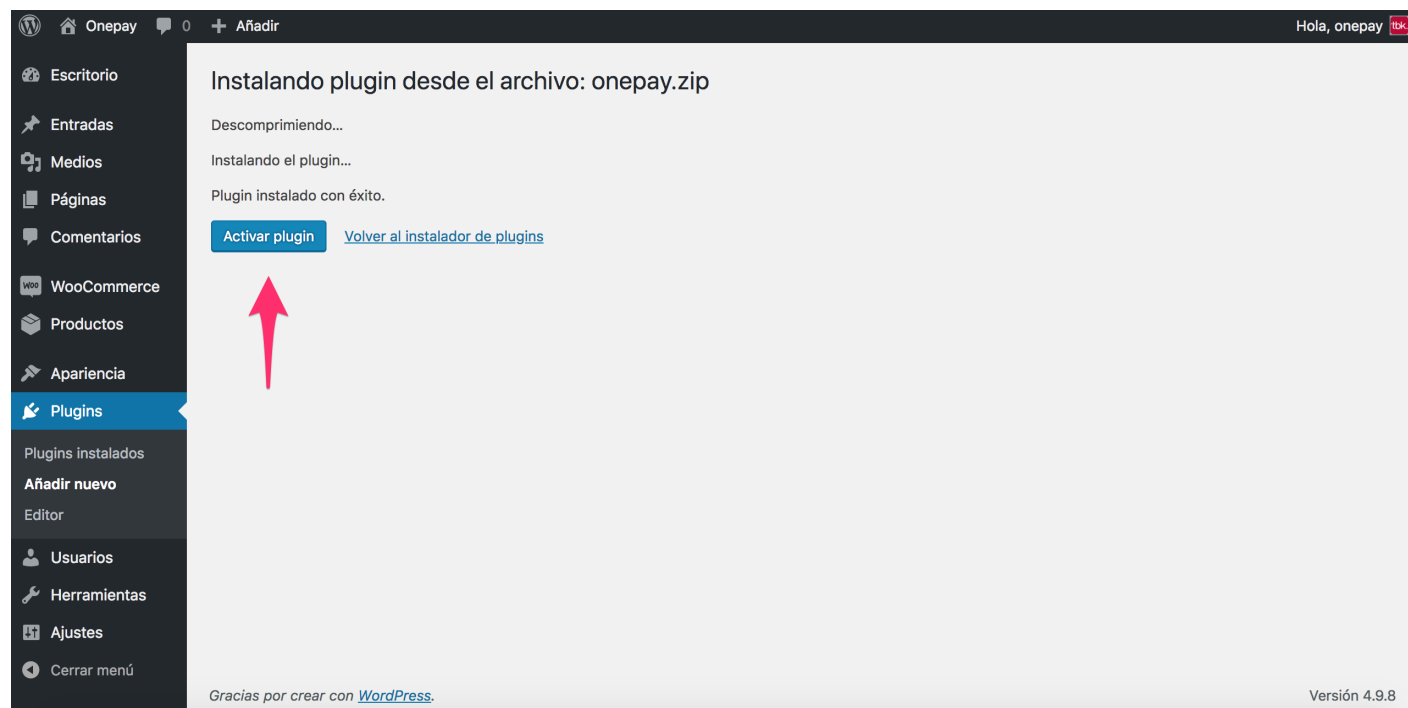 Onepay 0 Añadir Hola, onepay tbk.
Escritorio
Entradas
Medios
Páginas
Comentarios
Woo WooCommerce
Productos
Apariencia
Plugins
Plugins instalados
Añadir nuevo
Editor
Usuarios
Herramientas
Ajustes
Cerrar menú
Instalando plugin desde el archivo: onepay.zip
Descomprimiendo...
Instalando el plugin...
Plugin instalado con éxito.
Activar plugin Volver al instalador de plugins
Gracias por crear con WordPress. Versión 4.9.8